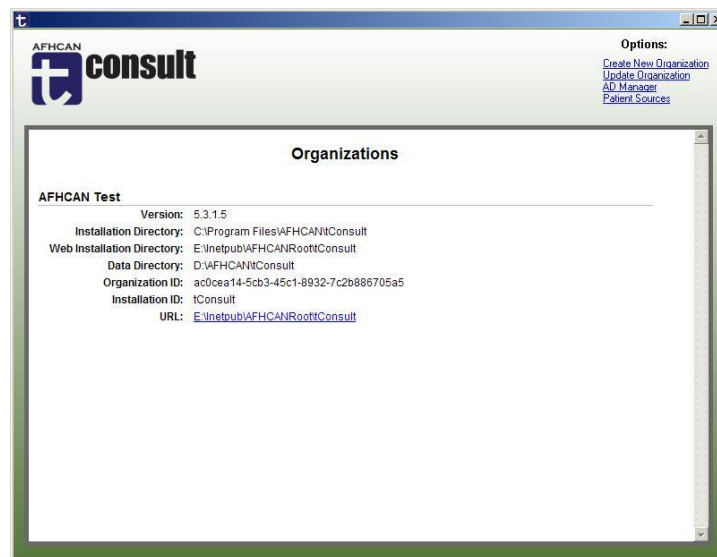 t
AFHCAN
t consult
Options:
Create New Organization
Update Organization
AD Manager
Patient Sources
Organizations
AFHCAN Test
Version: 5.3.1.5
Installation Directory: C:\Program Files\AFHCAN\tConsult
Web Installation Directory: E:\Inetpub\AFHCANRoot\tConsult
Data Directory: D:\AFHCAN\tConsult
Organization ID: ac0cea14-5cb3-45c1-8932-7c2b886705a5
Installation ID: tConsult
URL: E:\Inetpub\AFHCANRoot\tConsult